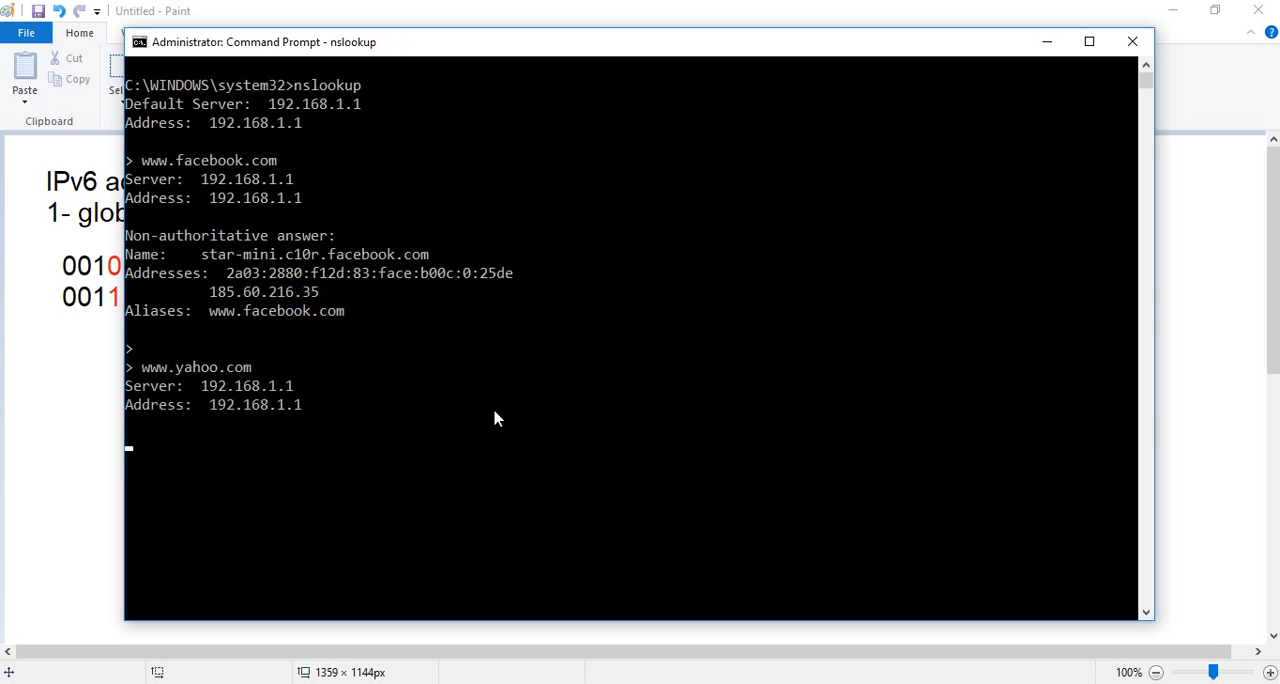 Untitled - Paint
File
Home
Cut
Copy
Paste
Clipboard
Administrator: Command Prompt - nslookup
C:\WINDOWS\system32>nslookup
Default Server:  192.168.1.1
Address:  192.168.1.1
> www.facebook.com
Server:  192.168.1.1
Address:  192.168.1.1
Non-authoritative answer:
Name:    star-mini.c10r.facebook.com
Addresses:  2a03:2880:f12d:83:face:b00c:0:25de
185.60.216.35
Aliases:  www.facebook.com
>
> www.yahoo.com
Server:  192.168.1.1
Address:  192.168.1.1
IPv6
1- glob
0010
0011
1359 × 1144px
100%